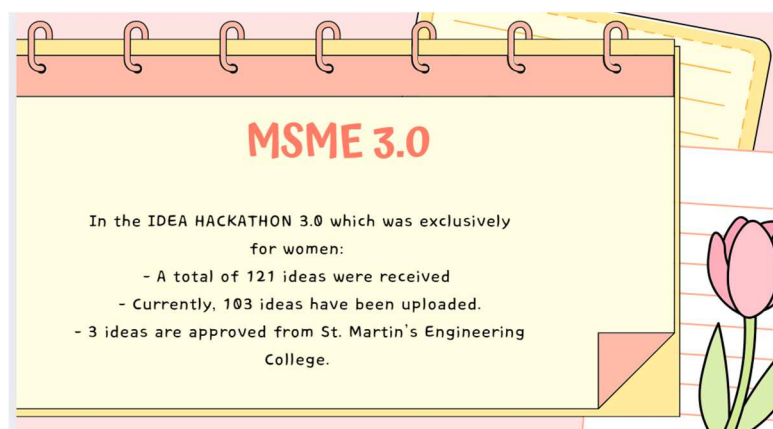 MSME 3.0
In the IDEA HACKATHON 3.0 which was exclusively
for women:
- A total of 121 ideas were received
- Currently, 103 ideas have been uploaded.
- 3 ideas are approved from St. Martin's Engineering
College.